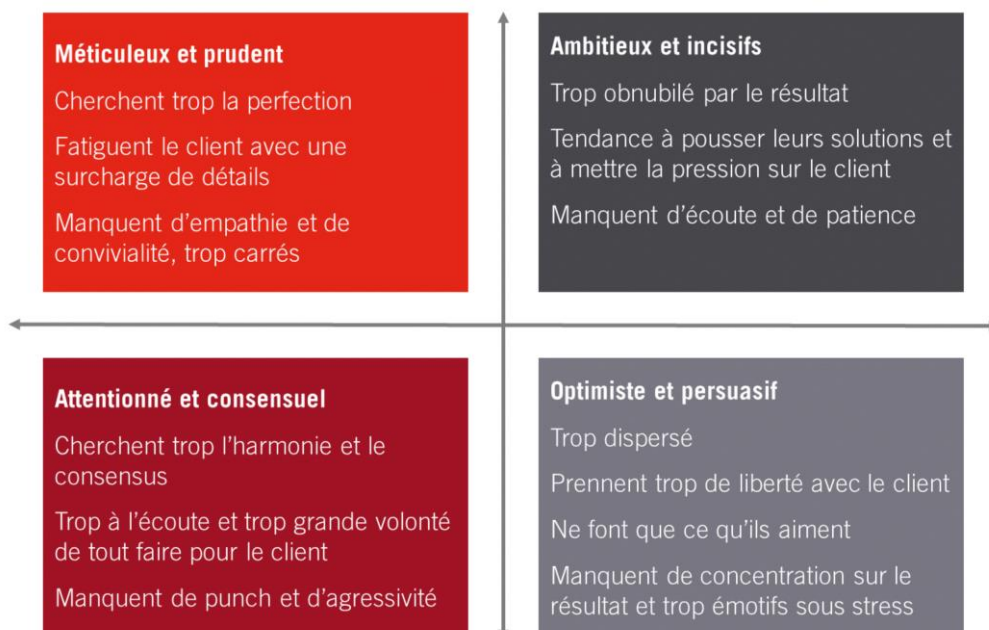 Méticuleux et prudent
Cherchent trop la perfection
Fatiguent le client avec une
surcharge de détails
Manquent d'empathie et de
convivialité, trop carrés
Ambitieux et incisifs
Trop obnubilé par le résultat
Tendance à pousser leurs solutions et
à mettre la pression sur le client
Manquent d'écoute et de patience
Attentionné et consensuel
Cherchent trop l'harmonie et le
consensus
Trop à l'écoute et trop grande volonté
de tout faire pour le client
Manquent de punch et d'agressivité
Optimiste et persuasif
Trop dispersé
Prennent trop de liberté avec le client
Ne font que ce qu'ils aiment
Manquent de concentration sur le
résultat et trop émotifs sous stress